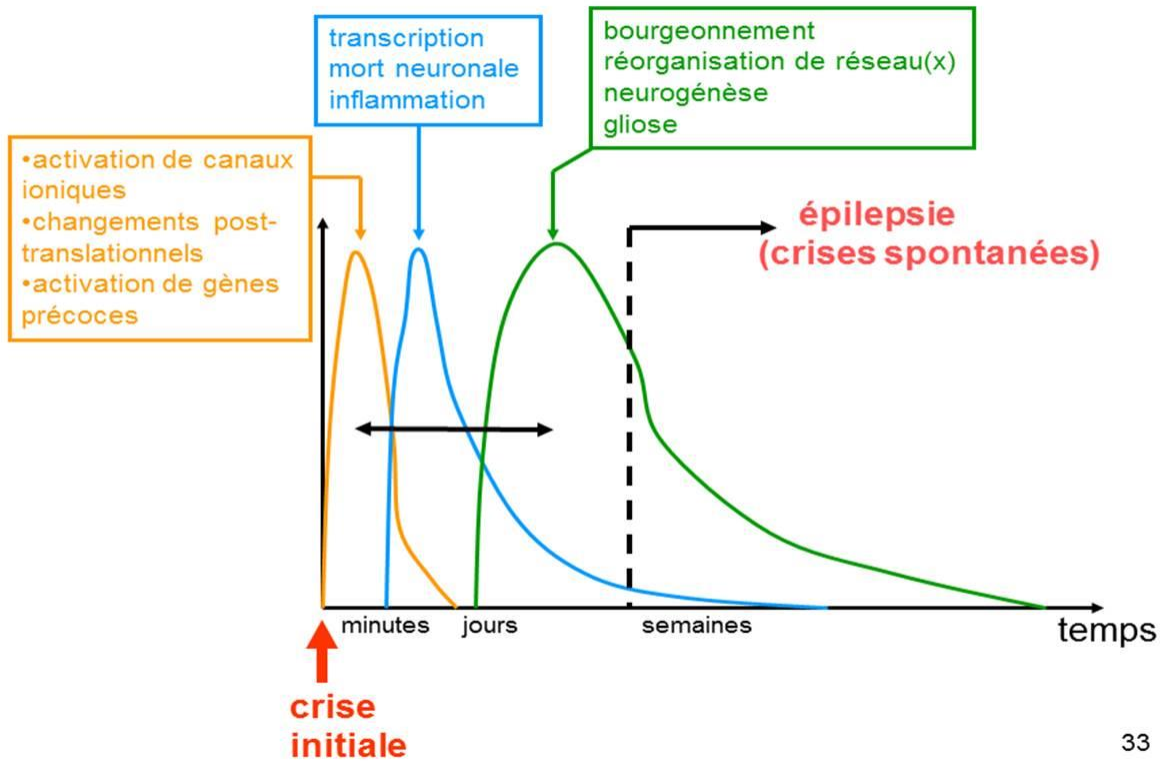 transcription
mort neuronale
inflammation
bourgeonnement
réorganisation de réseau(x)
neurogénèse
gliose
•activation de canaux
ioniques
•changements post-
translationnels
•activation de gènes
précoces
épilepsie
(crises spontanées)
minutes
jours
semaines
temps
crise
initiale
33